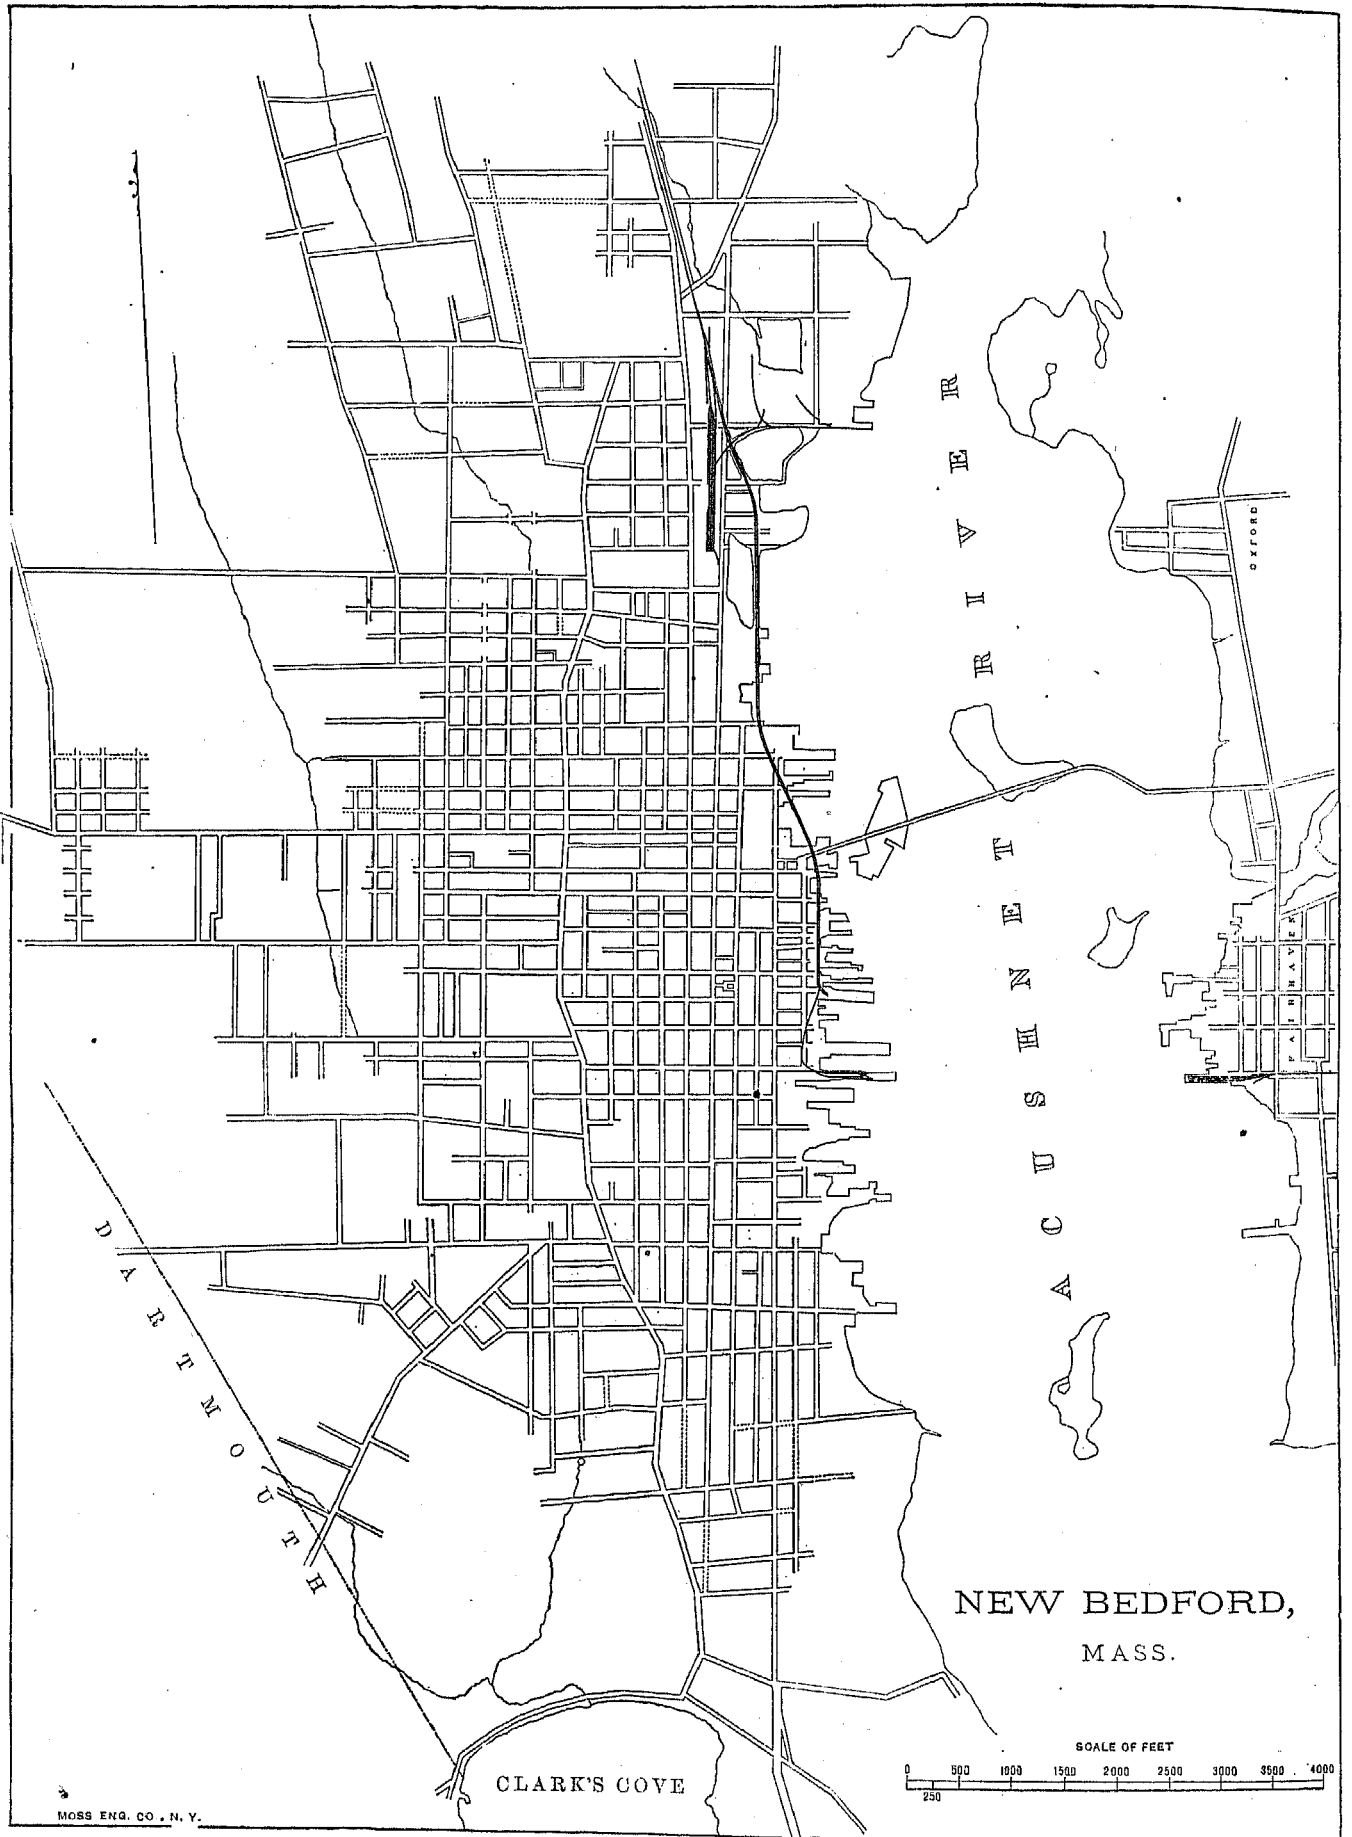 RIVER
ACUSHNET
OXFORD
FAIRHAVEN
DARTMOUTH
NEW BEDFORD,
MASS.
SCALE OF FEET
0 500 1000 1500 2000 2500 3000 3500 4000
250
CLARK'S COVE
MOSS ENG. CO. N. Y.